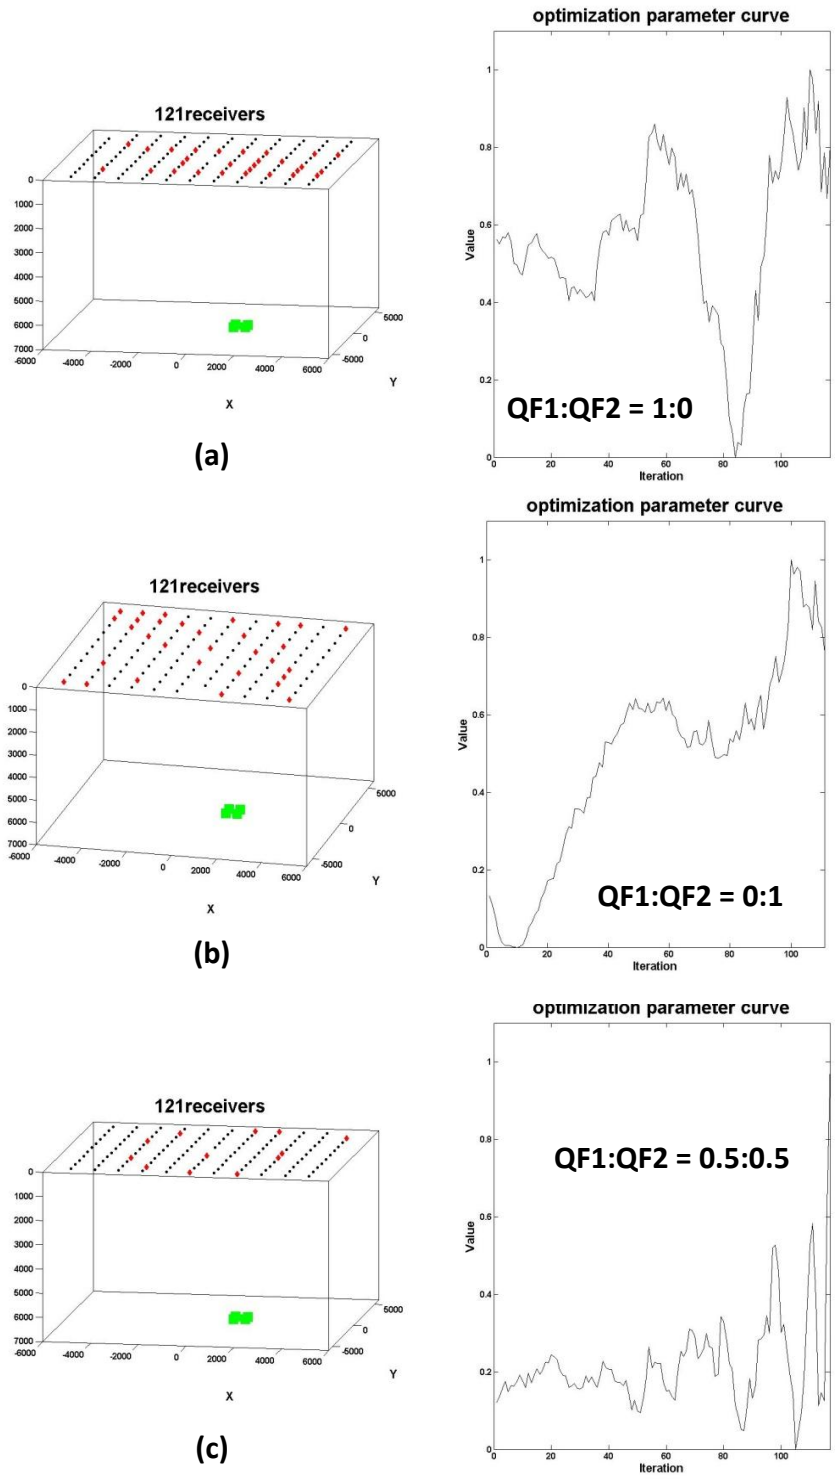 optimization parameter curve
121receivers
0
1000
2000
3000
4000
5000
6000
7000
-6000 -4000 -2000 0 2000 4000 6000
-5000 0 5000
X
Y
(a)
1
0.8
0.6
0.4
0.2
0
Value
0 20 40 60 80 100
Iteration
QF1:QF2 = 1:0
optimization parameter curve
121receivers
0
1000
2000
3000
4000
5000
6000
7000
-6000 -4000 -2000 0 2000 4000 6000
-5000 0 5000
X
Y
(b)
1
0.8
0.6
0.4
0.2
0
Value
0 20 40 60 80 100
Iteration
QF1:QF2 = 0:1
optimization parameter curve
121receivers
0
1000
2000
3000
4000
5000
6000
7000
-6000 -4000 -2000 0 2000 4000 6000
-5000 0 5000
X
Y
(c)
1
0.8
0.6
0.4
0.2
0
Value
0 20 40 60 80 100
Iteration
QF1:QF2 = 0.5:0.5